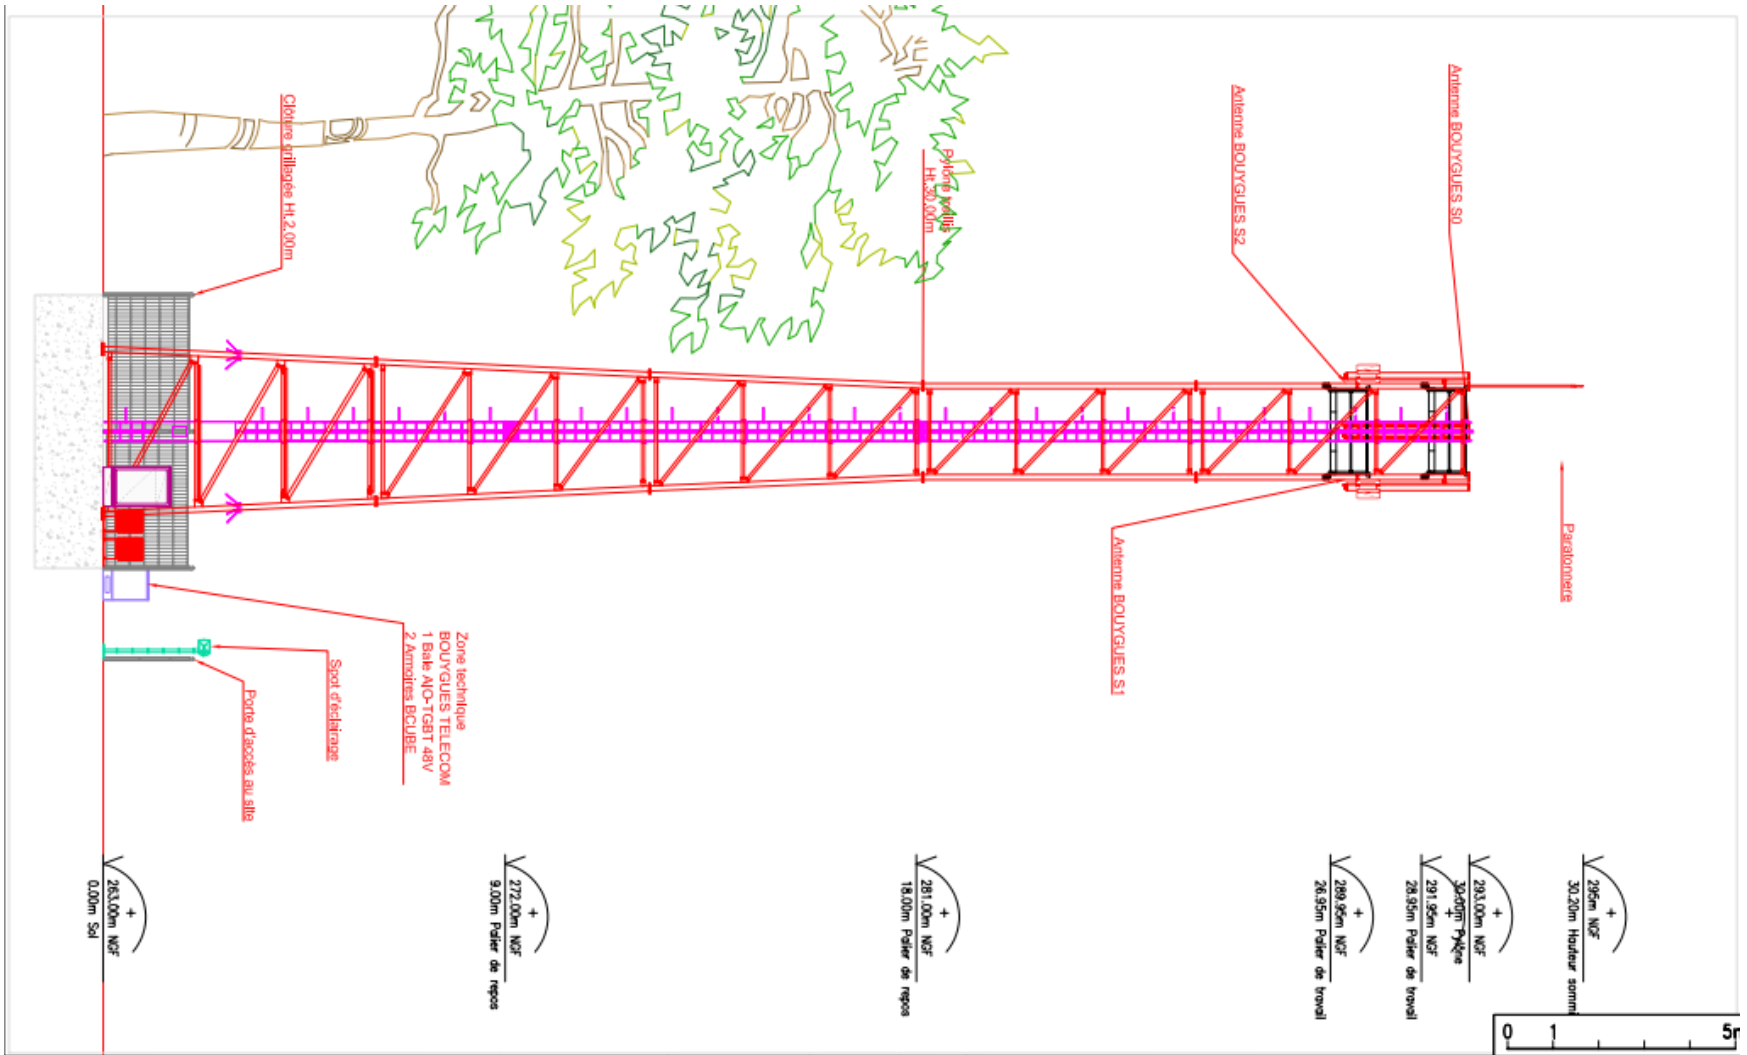 Antenne BOUYGUES S0
Antenne BOUYGUES S2
Clôture grillagée Ht.2.00m
Pylône treillis
Ht.30.00m
Paratonnere
Antenne BOUYGUES S1
Zone technique
BOUYGUES TELECOM
1 Baie AJO-TGBT 48V
2 Armoires BCUBE
Spot d'éclairage
Porte d'accès au site
295m NGF
30.20m Hauteur sommi
293.00m NGF
30.00m Pylône
291.95m NGF
28.95m Palier de travail
289.95m NGF
26.95m Palier de travail
281.00m NGF
18.00m Palier de repos
272.00m NGF
9.00m Palier de repos
263.00m NGF
0.00m Sol
0 1 5m